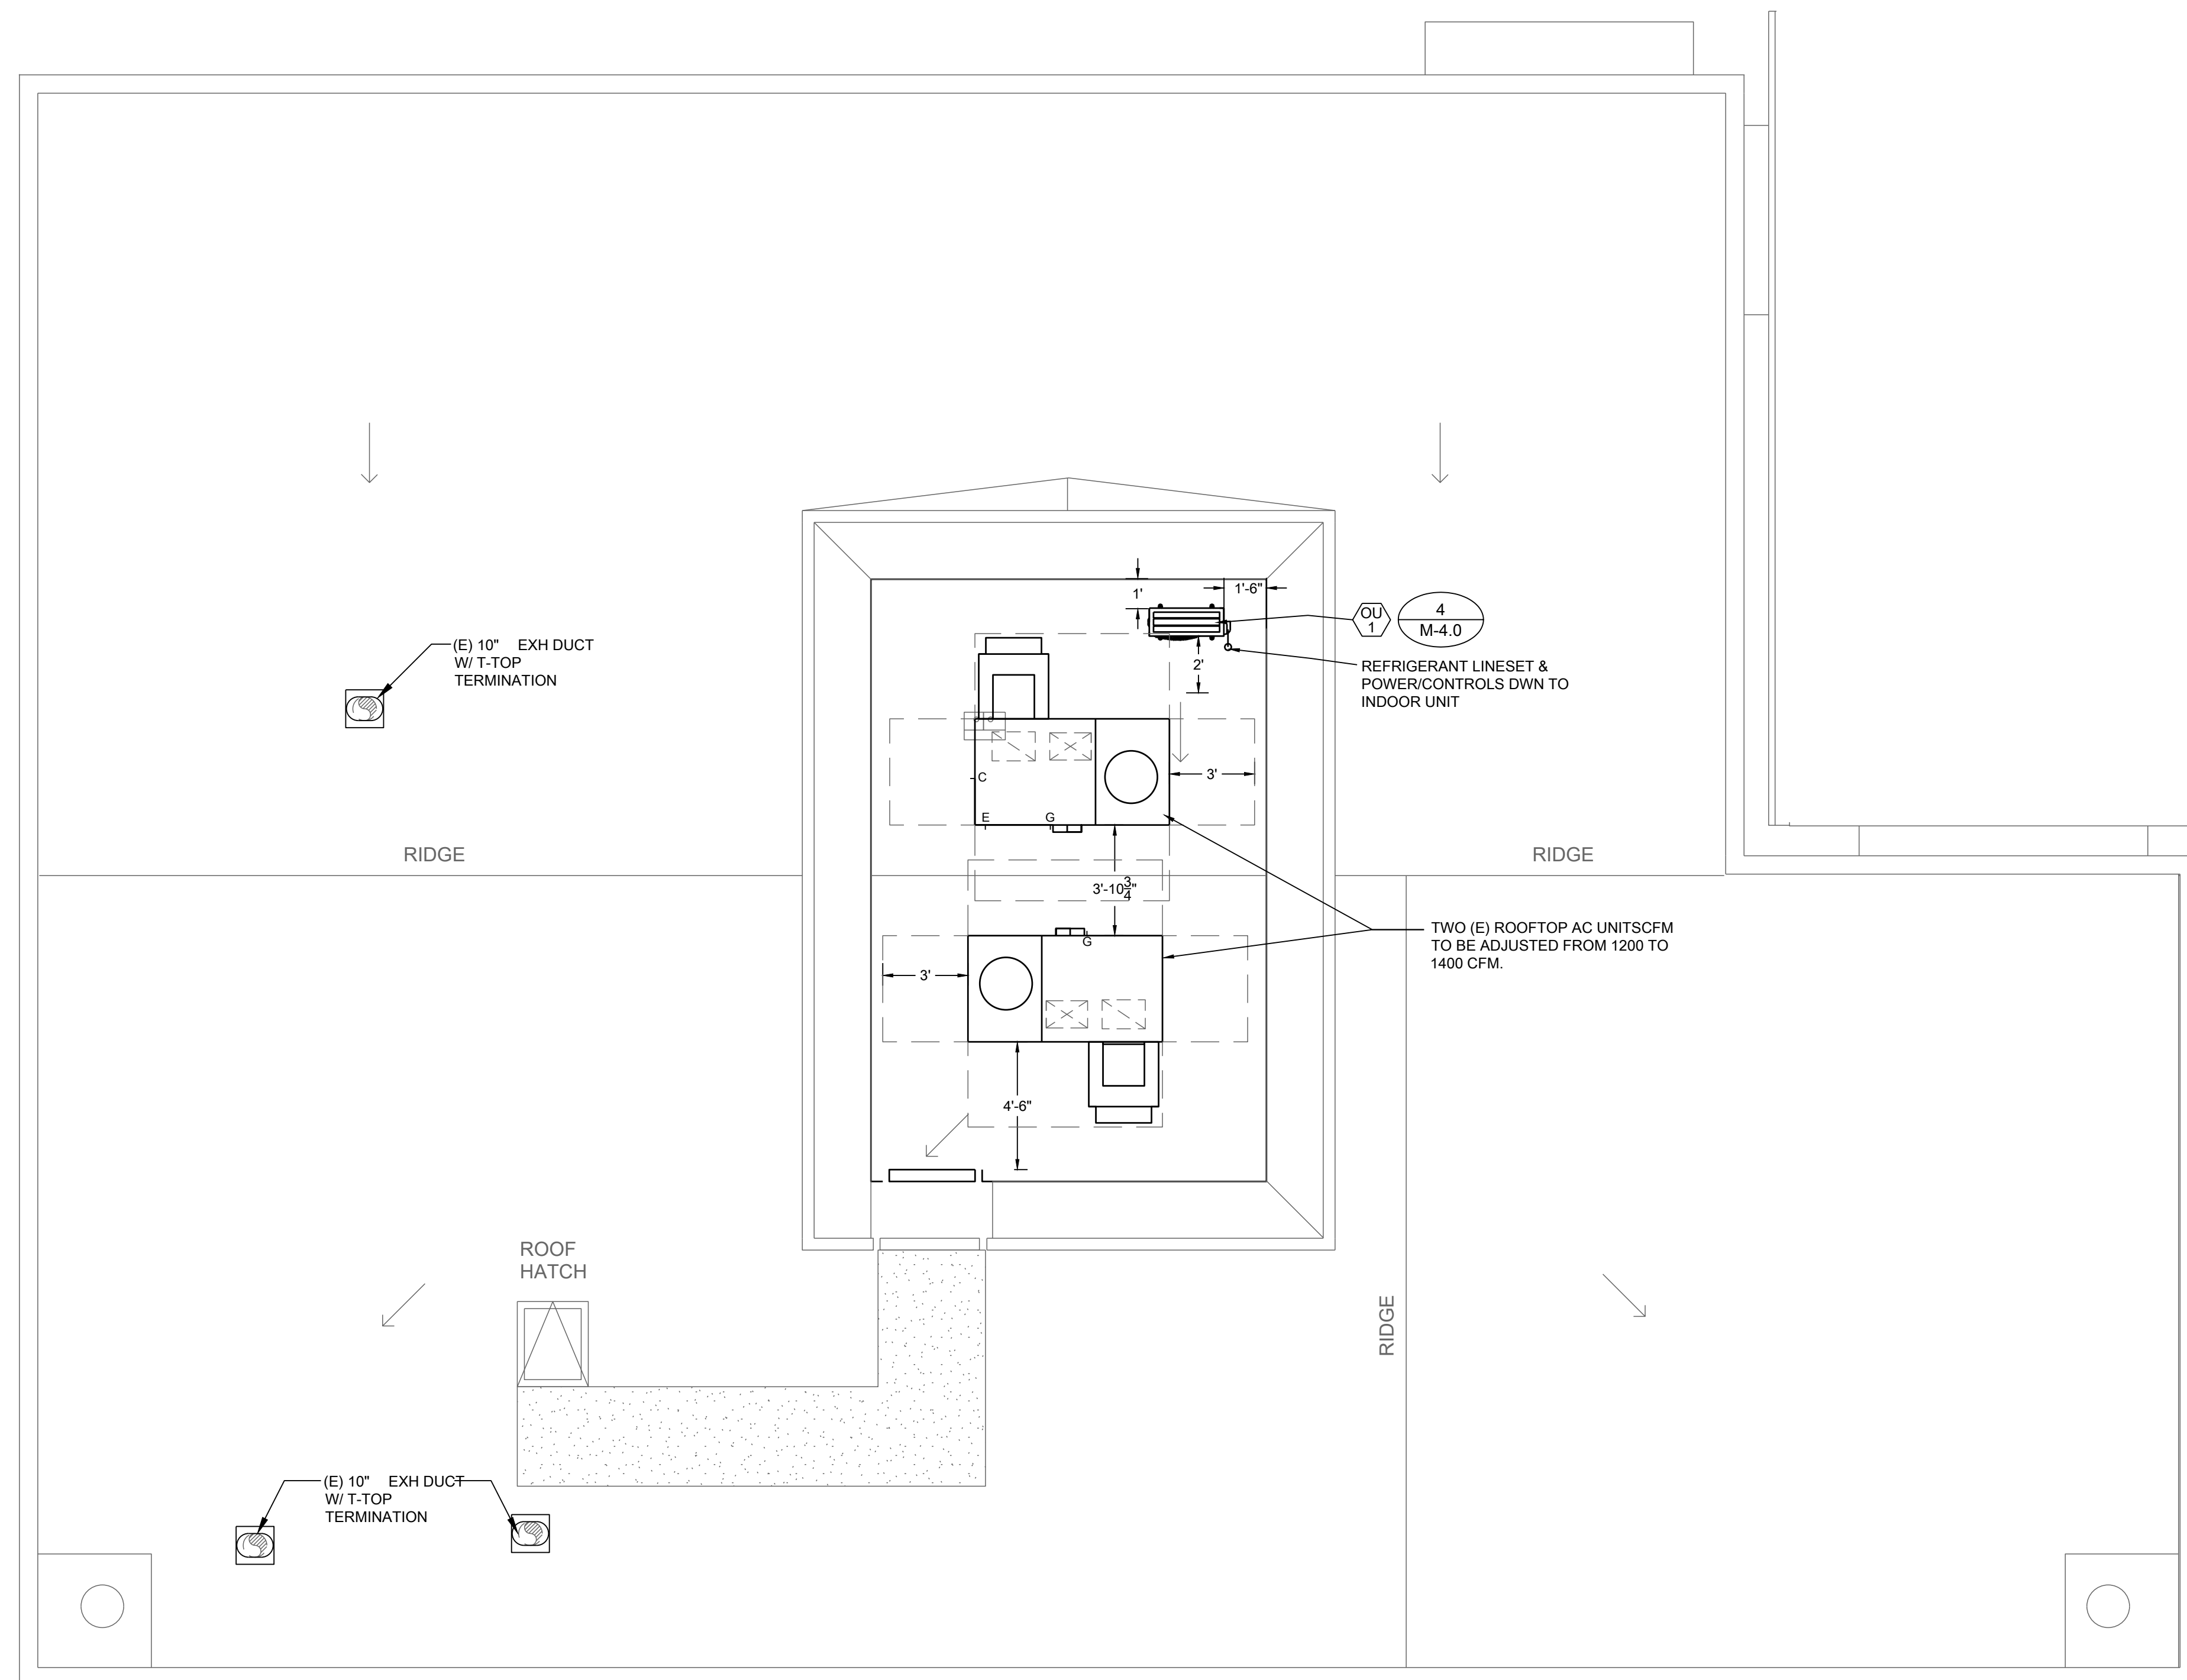 1'
1'-6"
OU
1
4
M-4.0
(E) 10" EXH DUCT
W/ T-TOP
TERMINATION
2'
REFRIGERANT LINESET &
POWER/CONTROLS DWN TO
INDOOR UNIT
C
3'
E
G
RIDGE
RIDGE
3'-10 3/4"
TWO (E) ROOFTOP AC UNITSCFM
TO BE ADJUSTED FROM 1200 TO
1400 CFM.
G
3'
4'-6"
ROOF
HATCH
RIDGE
(E) 10" EXH DUCT
W/ T-TOP
TERMINATION